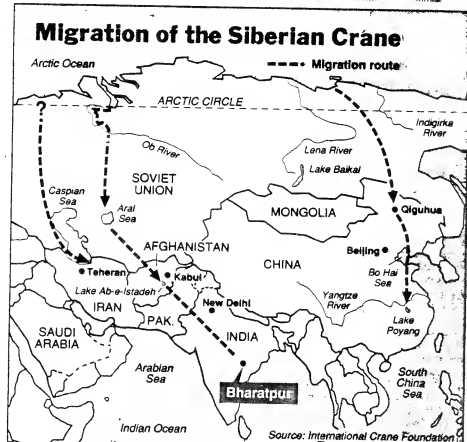 Migration of the Siberian Crane
Arctic Ocean
Migration route
?
ARCTIC CIRCLE
Indigirka
River
Ob River
Lena River
Lake Baikal
SOVIET
UNION
Caspian
Sea
Aral
Sea
MONGOLIA
Qiguhua
AFGHANISTAN
Beijing
CHINA
Bo Hai
Sea
Teheran
Kabul
Lake Ab-e-Istadeh
IRAN
New Delhi
Yangtze
River
PAK.
Lake
Poyang
SAUDI
ARABIA
INDIA
Arabian
Sea
South
China
Sea
Bharatpur
Indian Ocean
Source: International Crane Foundation